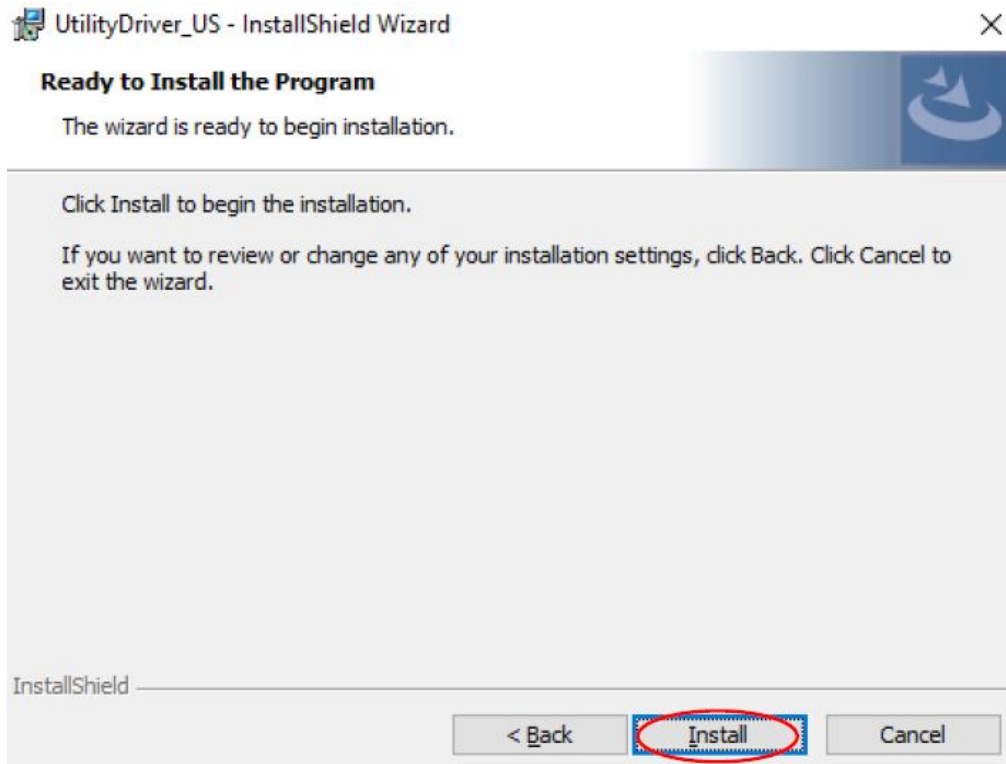 UtilityDriver_US - InstallShield Wizard
Ready to Install the Program
The wizard is ready to begin installation.
Click Install to begin the installation.
If you want to review or change any of your installation settings, click Back. Click Cancel to
exit the wizard.
InstallShield
< Back
Install
Cancel